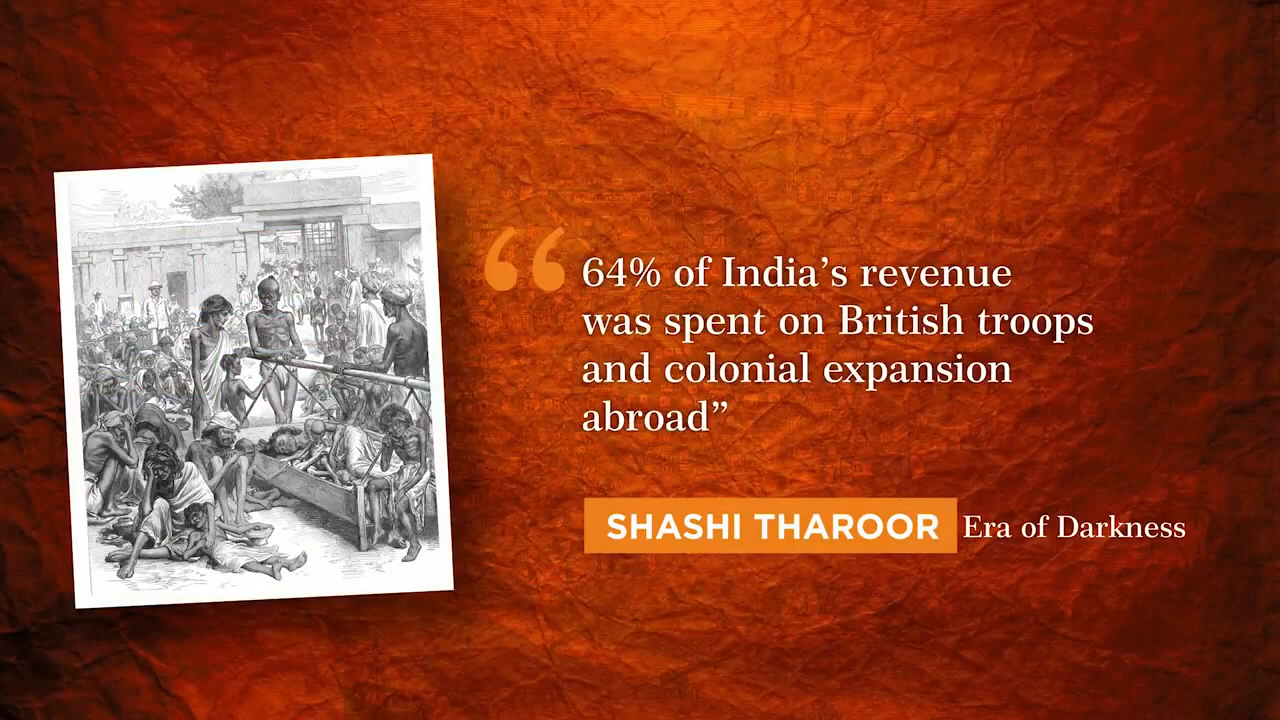 “64% of India’s revenue
was spent on British troops
and colonial expansion
abroad”
SHASHI THAROOR Era of Darkness